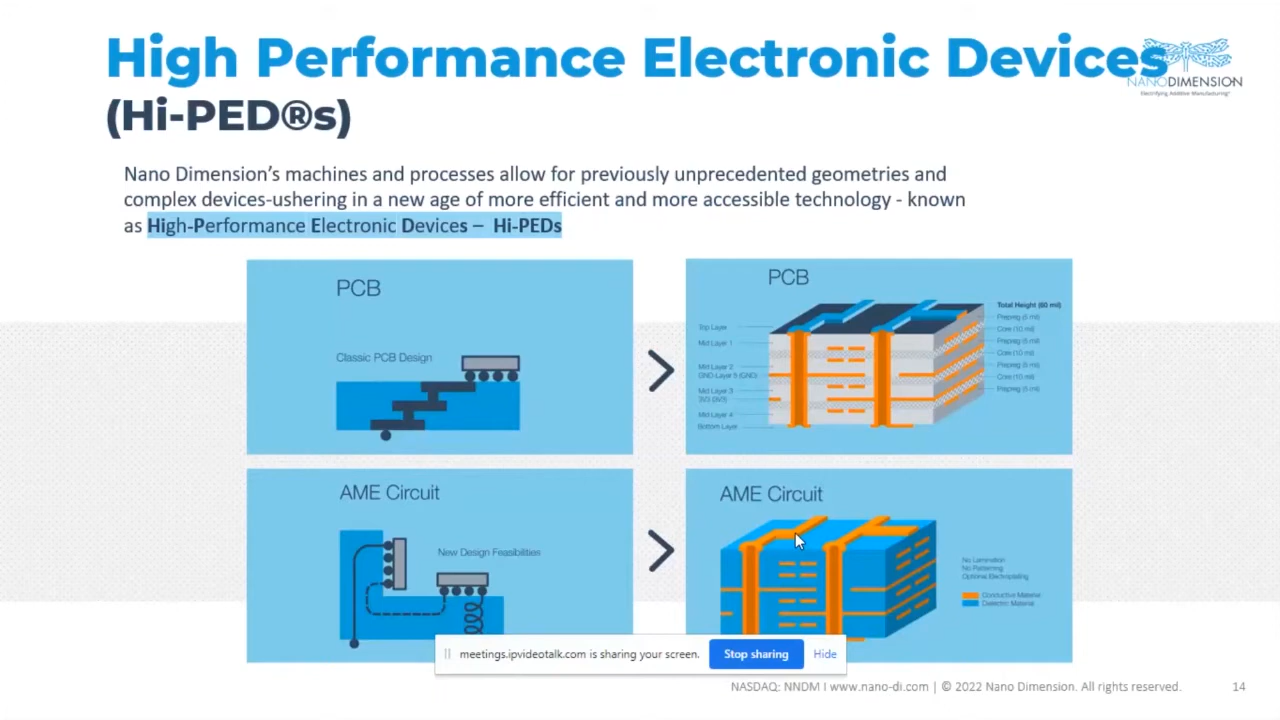 High Performance Electronic Devices
NANODIMENSION
Electrifying Additive Manufacturing®
(Hi-PED®s)
Nano Dimension's machines and processes allow for previously unprecedented geometries and
complex devices-ushering in a new age of more efficient and more accessible technology - known
as High-Performance Electronic Devices – Hi-PEDs
PCB
Classic PCB Design
PCB
Top Layer
Mid Layer 1
Mid Layer 2
GND-Layer 5 (GND)
Mid Layer 3
Mid Layer 4
Bottom Layer
Total Height (60 mil)
Prepreg (5 mil)
Core (10 mil)
Prepreg (5 mil)
Core (10 mil)
Prepreg (5 mil)
Core (10 mil)
Prepreg (5 mil)
AME Circuit
New Design Feasibilities
AME Circuit
No Lamination
No Patterning
Optional Electroplating
Conductive Material
Dielectric Material
meetings.ipvideotalk.com is sharing your screen.
Stop sharing
Hide
NASDAQ: NNDM I www.nano-di.com | © 2022 Nano Dimension. All rights reserved.
14